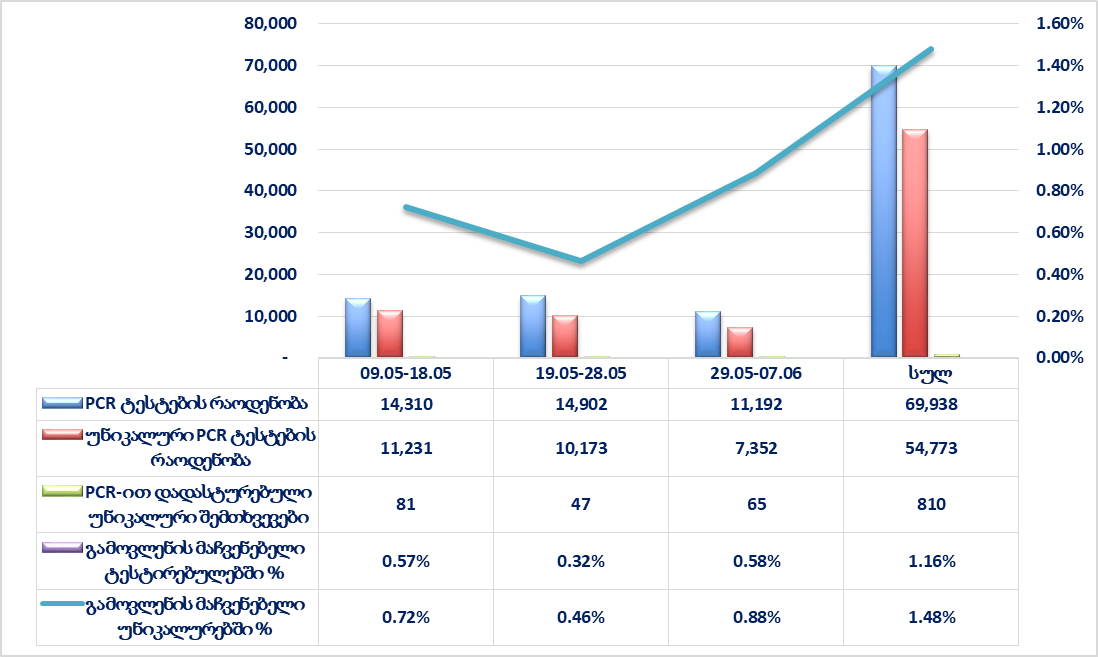 80,000
70,000
60,000
50,000
40,000
30,000
20,000
10,000
-
1.60%
1.40%
1.20%
1.00%
0.80%
0.60%
0.40%
0.20%
0.00%
09.05-18.05 19.05-28.05 29.05-07.06 სულ
PCR ტესტების რაოდენობა 14,310 14,902 11,192 69,938
უნიკალური PCR ტესტების
რაოდენობა 11,231 10,173 7,352 54,773
PCR-ით დადასტურებული
უნიკალური შემთხვევები 81 47 65 810
გამოვლენის მაჩვენებელი
ტესტირებულებში % 0.57% 0.32% 0.58% 1.16%
გამოვლენის მაჩვენებელი
უნიკალურებში % 0.72% 0.46% 0.88% 1.48%